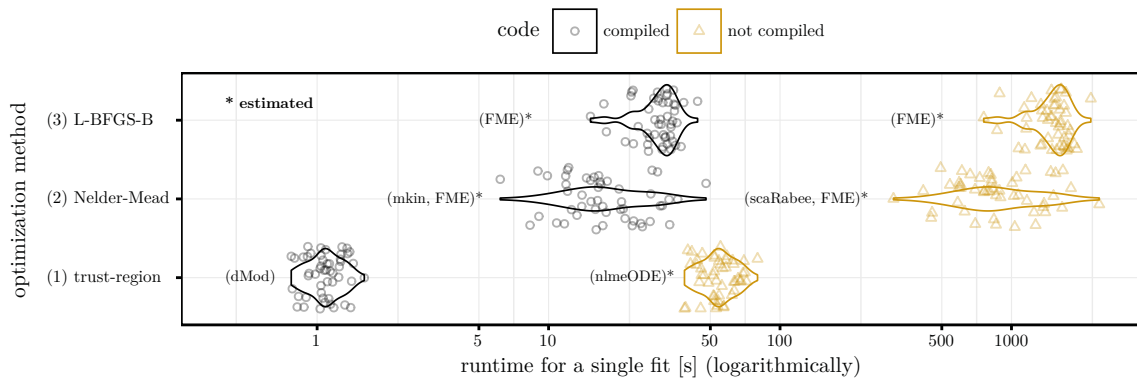 code compiled not compiled
optimization method
* estimated
(3) L-BFGS-B (FME)* (FME)*
(2) Nelder-Mead (mkin, FME)* (scaRabee, FME)*
(1) trust-region (dMod) (nlmeODE)*
1 5 10 50 100 500 1000
runtime for a single fit [s] (logarithmically)